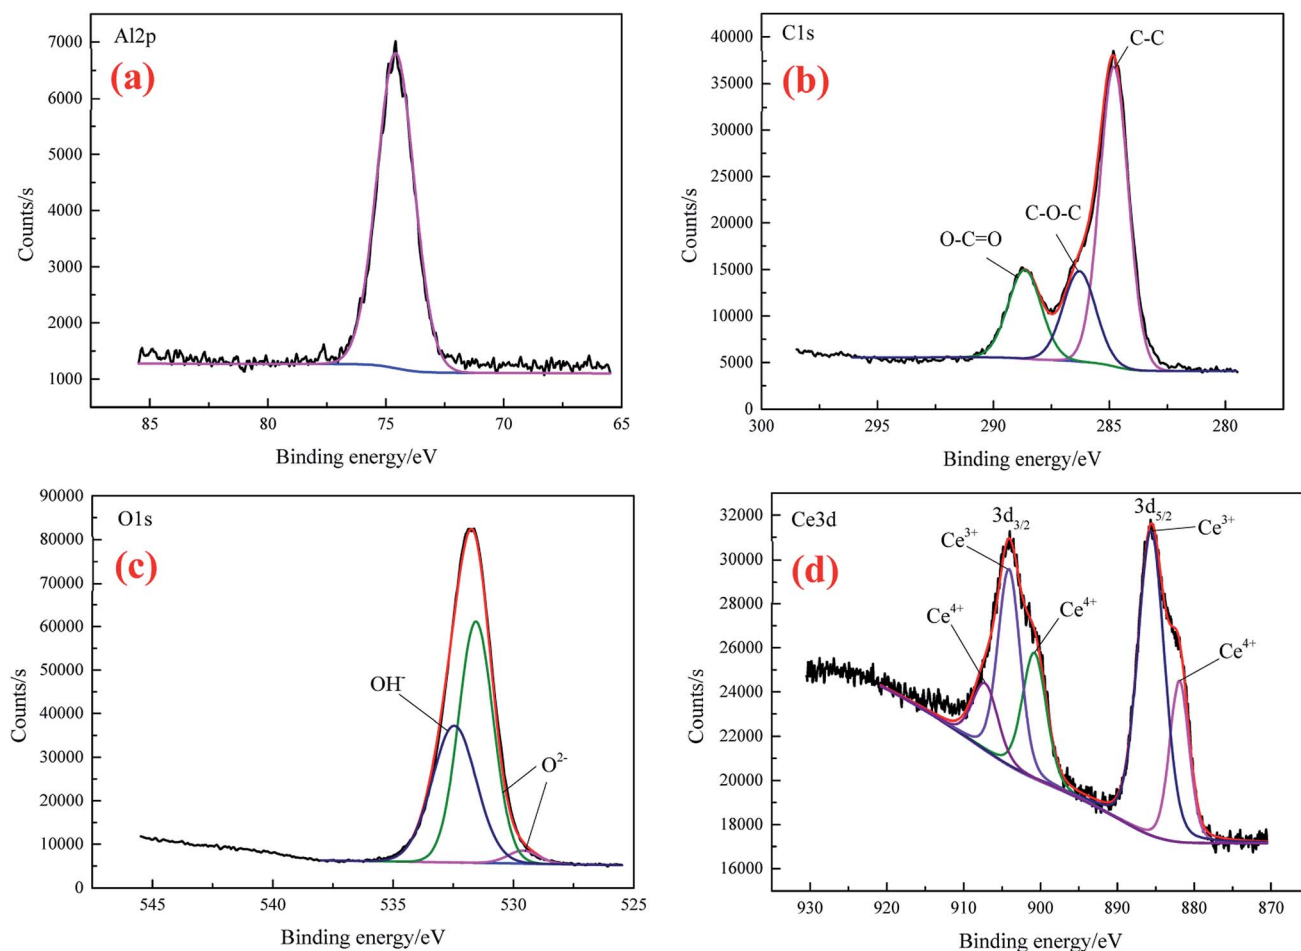 Al2p
(a)
7000
6000
5000
4000
3000
2000
1000
Counts/s
85
80
75
70
65
Binding energy/eV
C1s
(b)
C-C
C-O-C
O-C=O
40000
35000
30000
25000
20000
15000
10000
5000
0
Counts/s
300
295
290
285
280
Binding energy/eV
O1s
(c)
OH-
O2-
90000
80000
70000
60000
50000
40000
30000
20000
10000
0
Counts/s
545
540
535
530
525
Binding energy/eV
Ce3d
(d)
3d3/2
3d5/2
Ce3+
Ce3+
Ce4+
Ce4+
Ce4+
32000
30000
28000
26000
24000
22000
20000
18000
16000
Counts/s
930
920
910
900
890
880
870
Binding energy/eV